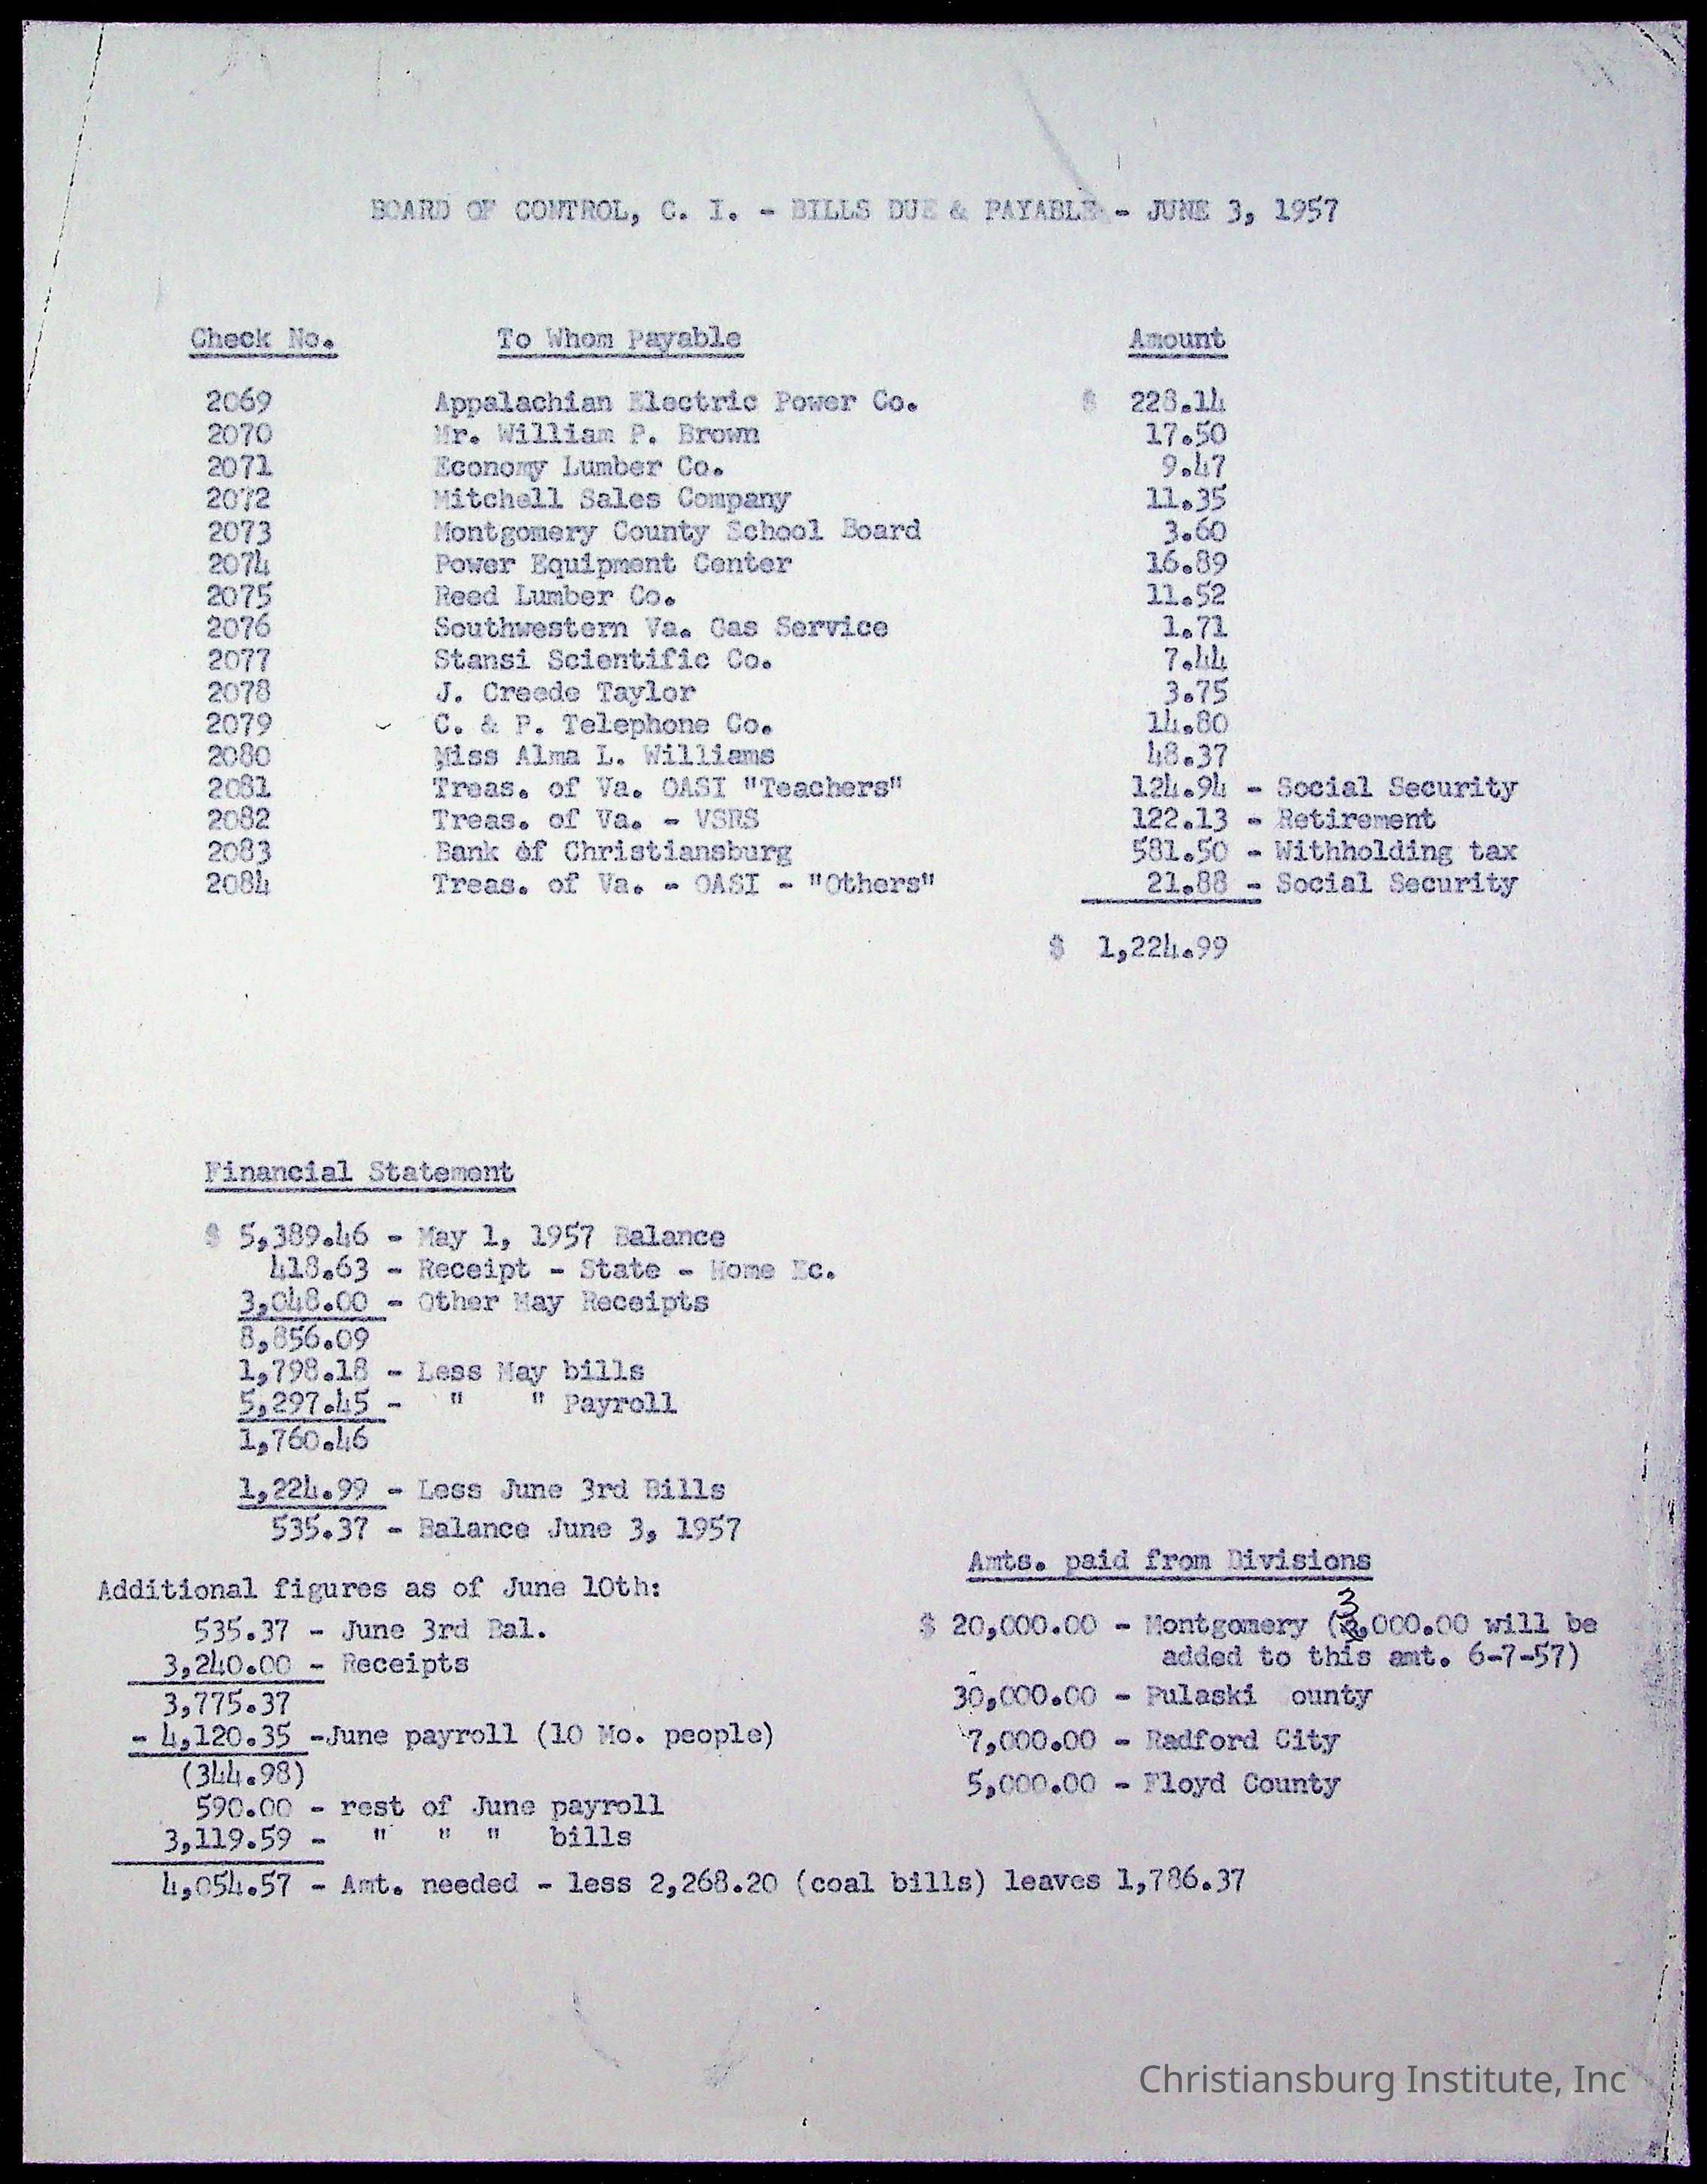 BOARD OF CONTROL, C. I. - BILLS DUE & PAYABLE - JUNE 3, 1957
Check No. To Whom Payable Amount
2069 Appalachian Electric Power Co. $ 228.14
2070 Mr. William P. Brown 17.50
2071 Economy Lumber Co. 9.47
2072 Mitchell Sales Company 11.35
2073 Montgomery County School Board 3.60
2074 Power Equipment Center 16.89
2075 Reed Lumber Co. 11.52
2076 Southwestern Va. Gas Service 1.71
2077 Stansi Scientific Co. 7.44
2078 J. Creede Taylor 3.75
2079 C. & P. Telephone Co. 14.80
2080 Miss Alma L. Williams 48.37
2081 Treas. of Va. OASI "Teachers" 124.94 - Social Security
2082 Treas. of Va. - VSRS 122.13 - Retirement
2083 Bank of Christiansburg 581.50 - Withholding tax
2084 Treas. of Va. - OASI - "Others" 21.88 - Social Security
$ 1,224.99
Financial Statement
$ 5,389.46 - May 1, 1957 Balance
418.63 - Receipt - State - Home Ec.
3,048.00 - Other May Receipts
8,856.09
1,798.18 - Less May bills
5,297.45 - " " Payroll
1,760.46
1,224.99 - Less June 3rd Bills
535.37 - Balance June 3, 1957
Additional figures as of June 10th:
535.37 - June 3rd Bal.
3,240.00 - Receipts
3,775.37
- 4,120.35 -June payroll (10 Mo. people)
(344.98)
590.00 - rest of June payroll
3,119.59 - " " " bills
4,054.57 - Amt. needed - less 2,268.20 (coal bills) leaves 1,786.37
Amts. paid from Divisions
$ 20,000.00 - Montgomery (3,000.00 will be
added to this amt. 6-7-57)
30,000.00 - Pulaski ounty
7,000.00 - Radford City
5,000.00 - Floyd County
Christiansburg Institute, Inc